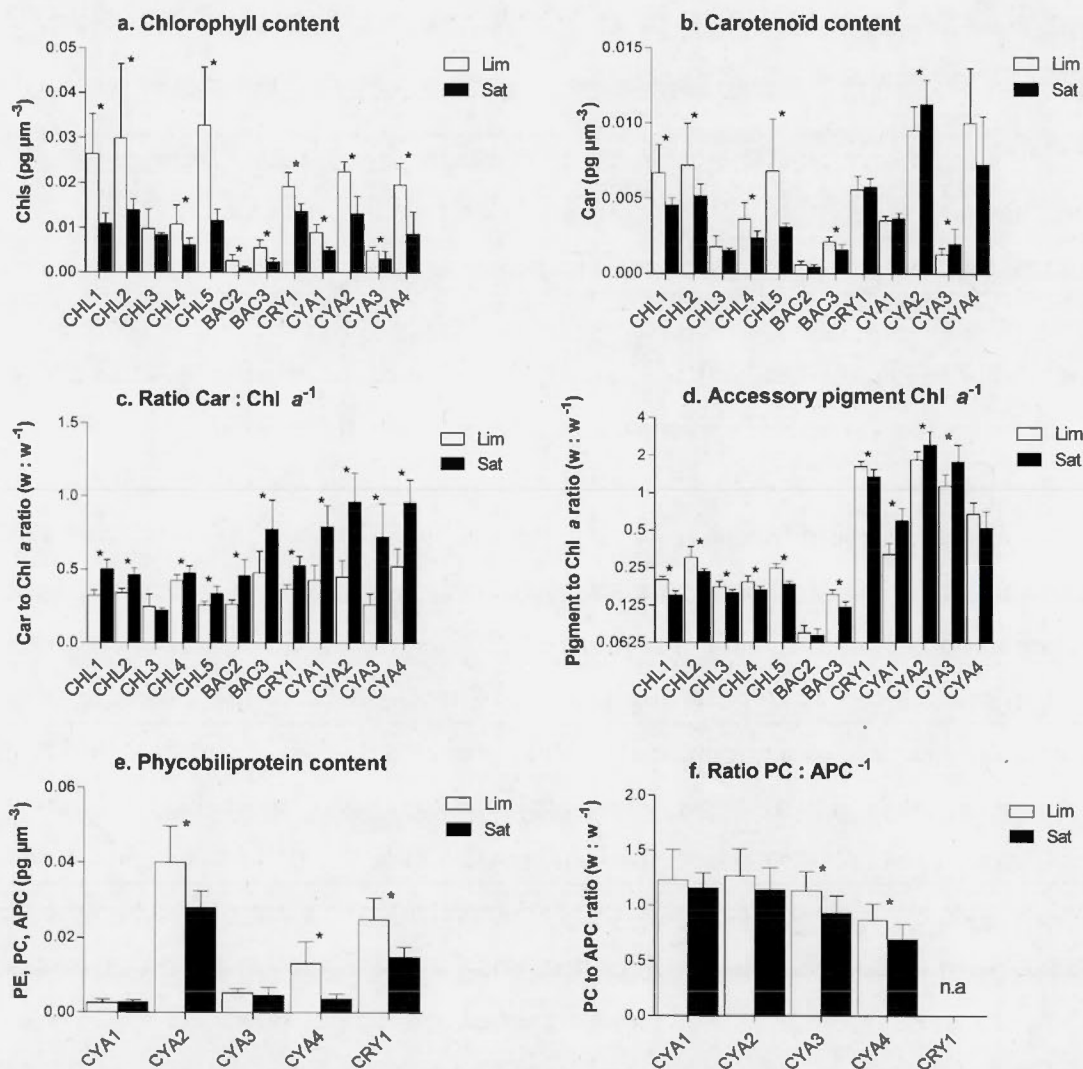 a. Chlorophyll content
Chls (pg µm⁻³)
0.05
0.04
0.03
0.02
0.01
0.00
Lim
Sat
* * * * * * * * * * *
CHL1 CHL2 CHL3 CHL4 CHL5 BAC2 BAC3 CRY1 CYA1 CYA2 CYA3 CYA4
b. Carotenoïd content
Car (pg µm⁻³)
0.015
0.010
0.005
0.000
Lim
Sat
* * * * * * *
CHL1 CHL2 CHL3 CHL4 CHL5 BAC2 BAC3 CRY1 CYA1 CYA2 CYA3 CYA4
c. Ratio Car : Chl a⁻¹
Car to Chl a ratio (w : w⁻¹)
1.5
1.0
0.5
0.0
Lim
Sat
* * * * * * * * * * *
CHL1 CHL2 CHL3 CHL4 CHL5 BAC2 BAC3 CRY1 CYA1 CYA2 CYA3 CYA4
d. Accessory pigment Chl a⁻¹
Pigment to Chl a ratio (w : w⁻¹)
4
2
1
0.5
0.25
0.125
0.0625
Lim
Sat
* * * * * * * * * *
CHL1 CHL2 CHL3 CHL4 CHL5 BAC2 BAC3 CRY1 CYA1 CYA2 CYA3 CYA4
e. Phycobiliprotein content
PE, PC, APC (pg µm⁻³)
0.06
0.04
0.02
0.00
Lim
Sat
* * *
CYA1 CYA2 CYA3 CYA4 CRY1
f. Ratio PC : APC⁻¹
PC to APC ratio (w : w⁻¹)
2.0
1.5
1.0
0.5
0.0
Lim
Sat
* *
n.a
CYA1 CYA2 CYA3 CYA4 CRY1